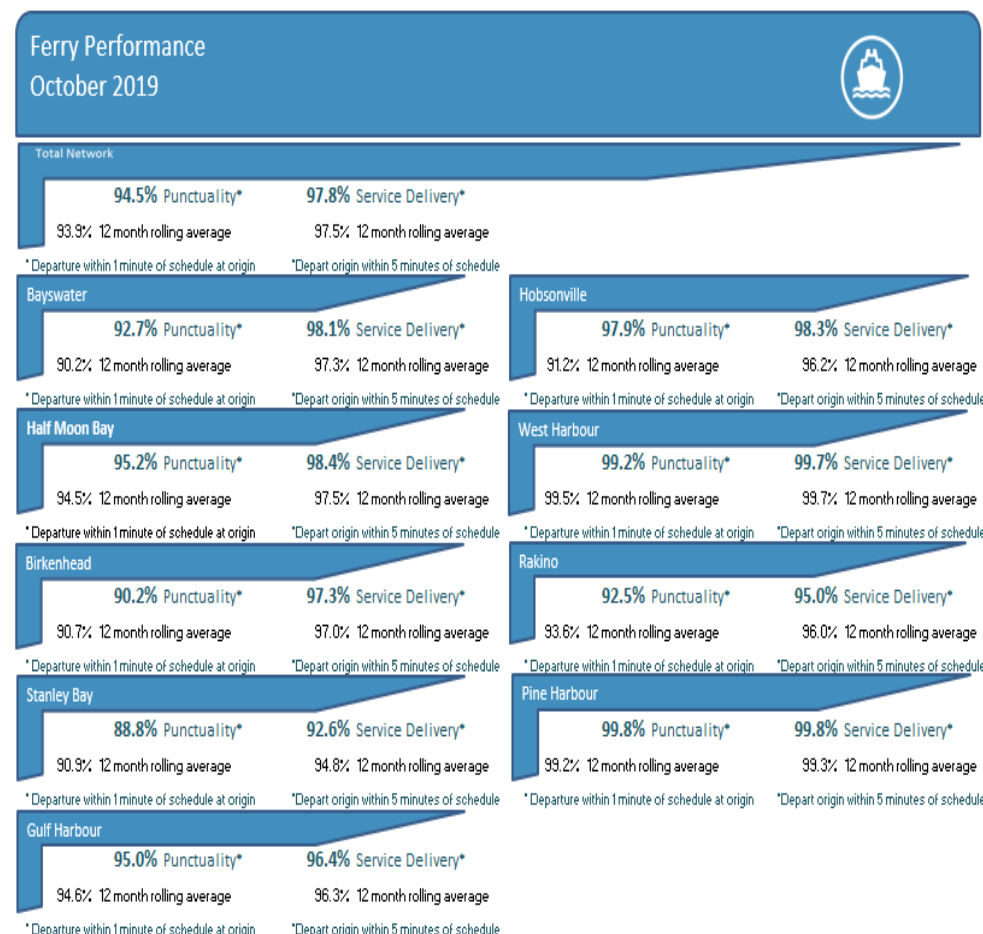 Ferry Performance
October 2019
Total Network
94.5% Punctuality* 97.8% Service Delivery*
93.9% 12 month rolling average 97.5% 12 month rolling average
* Departure within 1 minute of schedule at origin *Depart origin within 5 minutes of schedule
Bayswater
92.7% Punctuality* 98.1% Service Delivery*
90.2% 12 month rolling average 97.3% 12 month rolling average
* Departure within 1 minute of schedule at origin *Depart origin within 5 minutes of schedule
Hobsonville
97.9% Punctuality* 98.3% Service Delivery*
91.2% 12 month rolling average 96.2% 12 month rolling average
* Departure within 1 minute of schedule at origin *Depart origin within 5 minutes of schedule
Half Moon Bay
95.2% Punctuality* 98.4% Service Delivery*
94.5% 12 month rolling average 97.5% 12 month rolling average
* Departure within 1 minute of schedule at origin *Depart origin within 5 minutes of schedule
West Harbour
99.2% Punctuality* 99.7% Service Delivery*
99.5% 12 month rolling average 99.7% 12 month rolling average
* Departure within 1 minute of schedule at origin *Depart origin within 5 minutes of schedule
Birkenhead
90.2% Punctuality* 97.3% Service Delivery*
90.7% 12 month rolling average 97.0% 12 month rolling average
* Departure within 1 minute of schedule at origin *Depart origin within 5 minutes of schedule
Rakino
92.5% Punctuality* 95.0% Service Delivery*
93.6% 12 month rolling average 96.0% 12 month rolling average
* Departure within 1 minute of schedule at origin *Depart origin within 5 minutes of schedule
Stanley Bay
88.8% Punctuality* 92.6% Service Delivery*
90.9% 12 month rolling average 94.8% 12 month rolling average
* Departure within 1 minute of schedule at origin *Depart origin within 5 minutes of schedule
Pine Harbour
99.8% Punctuality* 99.8% Service Delivery*
99.2% 12 month rolling average 99.3% 12 month rolling average
* Departure within 1 minute of schedule at origin *Depart origin within 5 minutes of schedule
Gulf Harbour
95.0% Punctuality* 96.4% Service Delivery*
94.6% 12 month rolling average 96.3% 12 month rolling average
* Departure within 1 minute of schedule at origin *Depart origin within 5 minutes of schedule